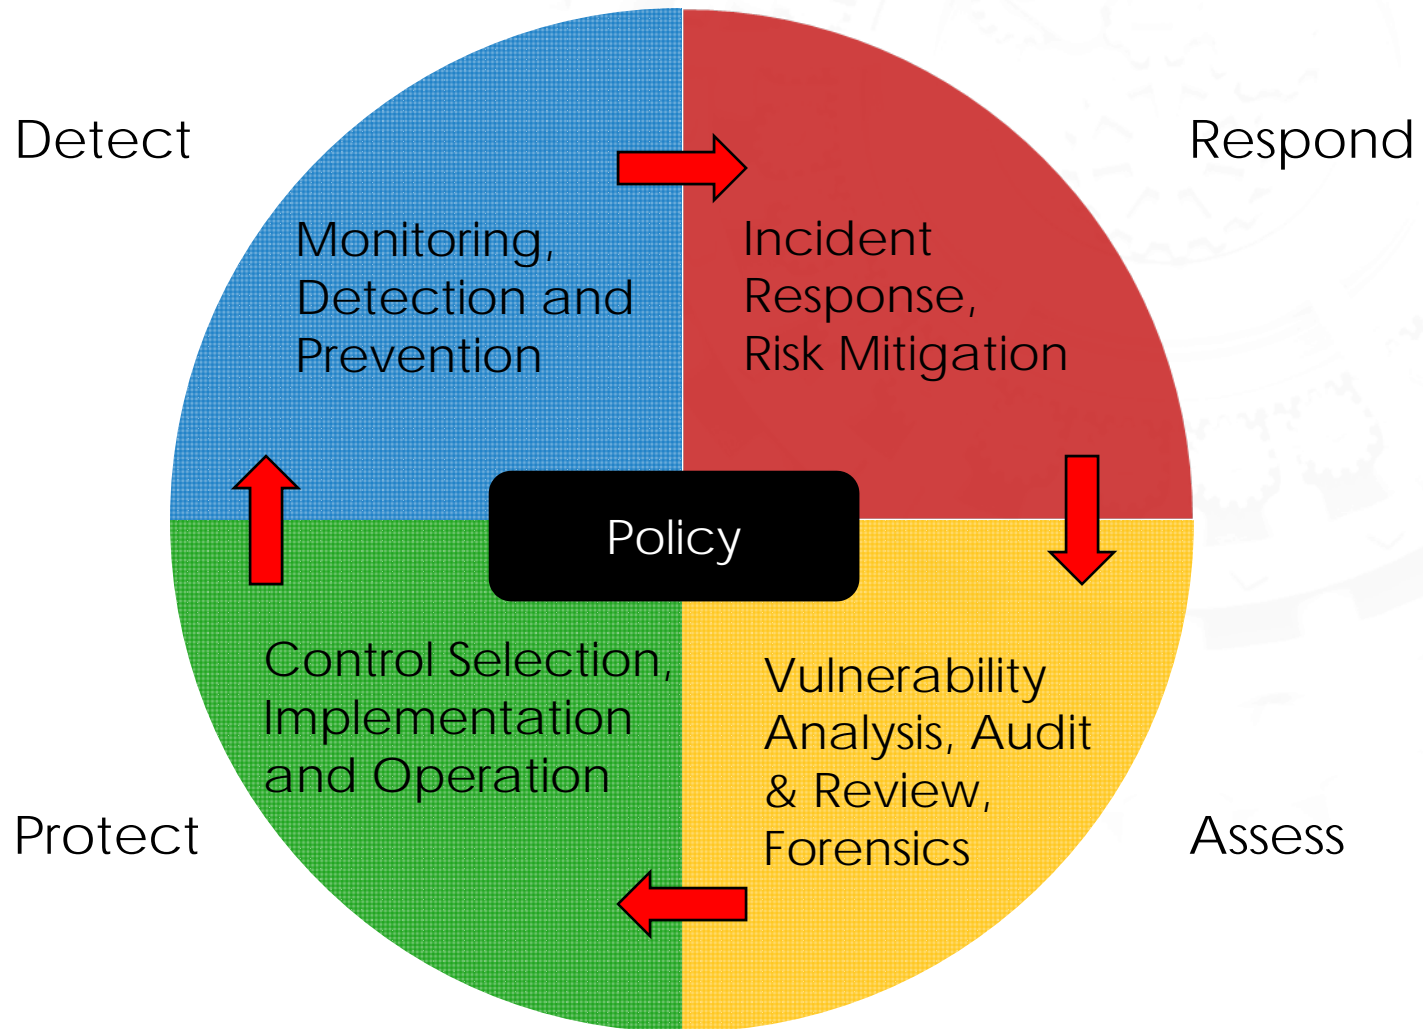 Detect
Respond
Monitoring,
Detection and
Prevention
Incident
Response,
Risk Mitigation
Policy
Control Selection,
Implementation
and Operation
Vulnerability
Analysis, Audit
& Review,
Forensics
Protect
Assess